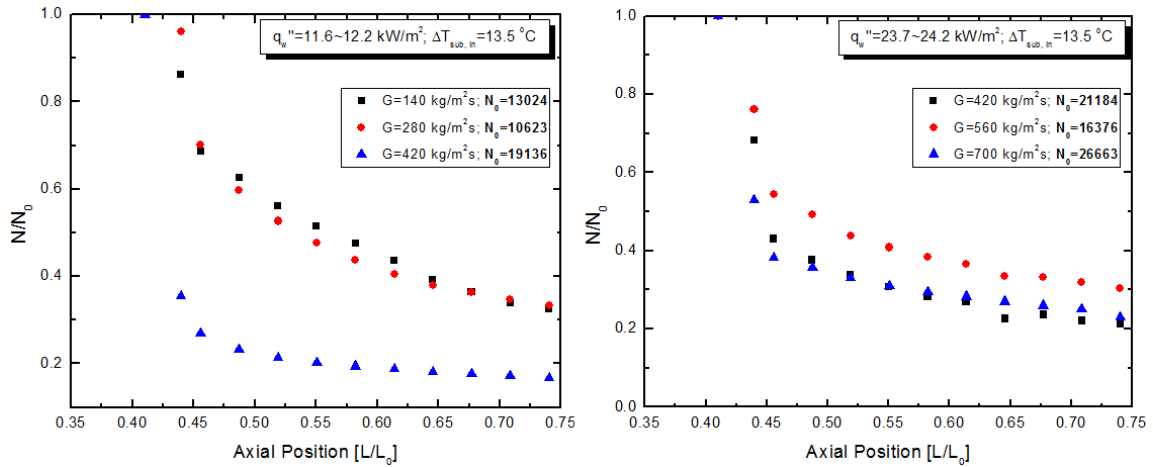 q_w"=11.6~12.2 kW/m²; ΔT_sub, in=13.5 °C
G=140 kg/m²s; N₀=13024
G=280 kg/m²s; N₀=10623
G=420 kg/m²s; N₀=19136
N/N₀
1.0
0.8
0.6
0.4
0.2
0.35 0.40 0.45 0.50 0.55 0.60 0.65 0.70 0.75
Axial Position [L/L₀]
q_w"=23.7~24.2 kW/m²; ΔT_sub, in=13.5 °C
G=420 kg/m²s; N₀=21184
G=560 kg/m²s; N₀=16376
G=700 kg/m²s; N₀=26663
N/N₀
1.0
0.8
0.6
0.4
0.2
0.0
0.35 0.40 0.45 0.50 0.55 0.60 0.65 0.70 0.75
Axial Position [L/L₀]